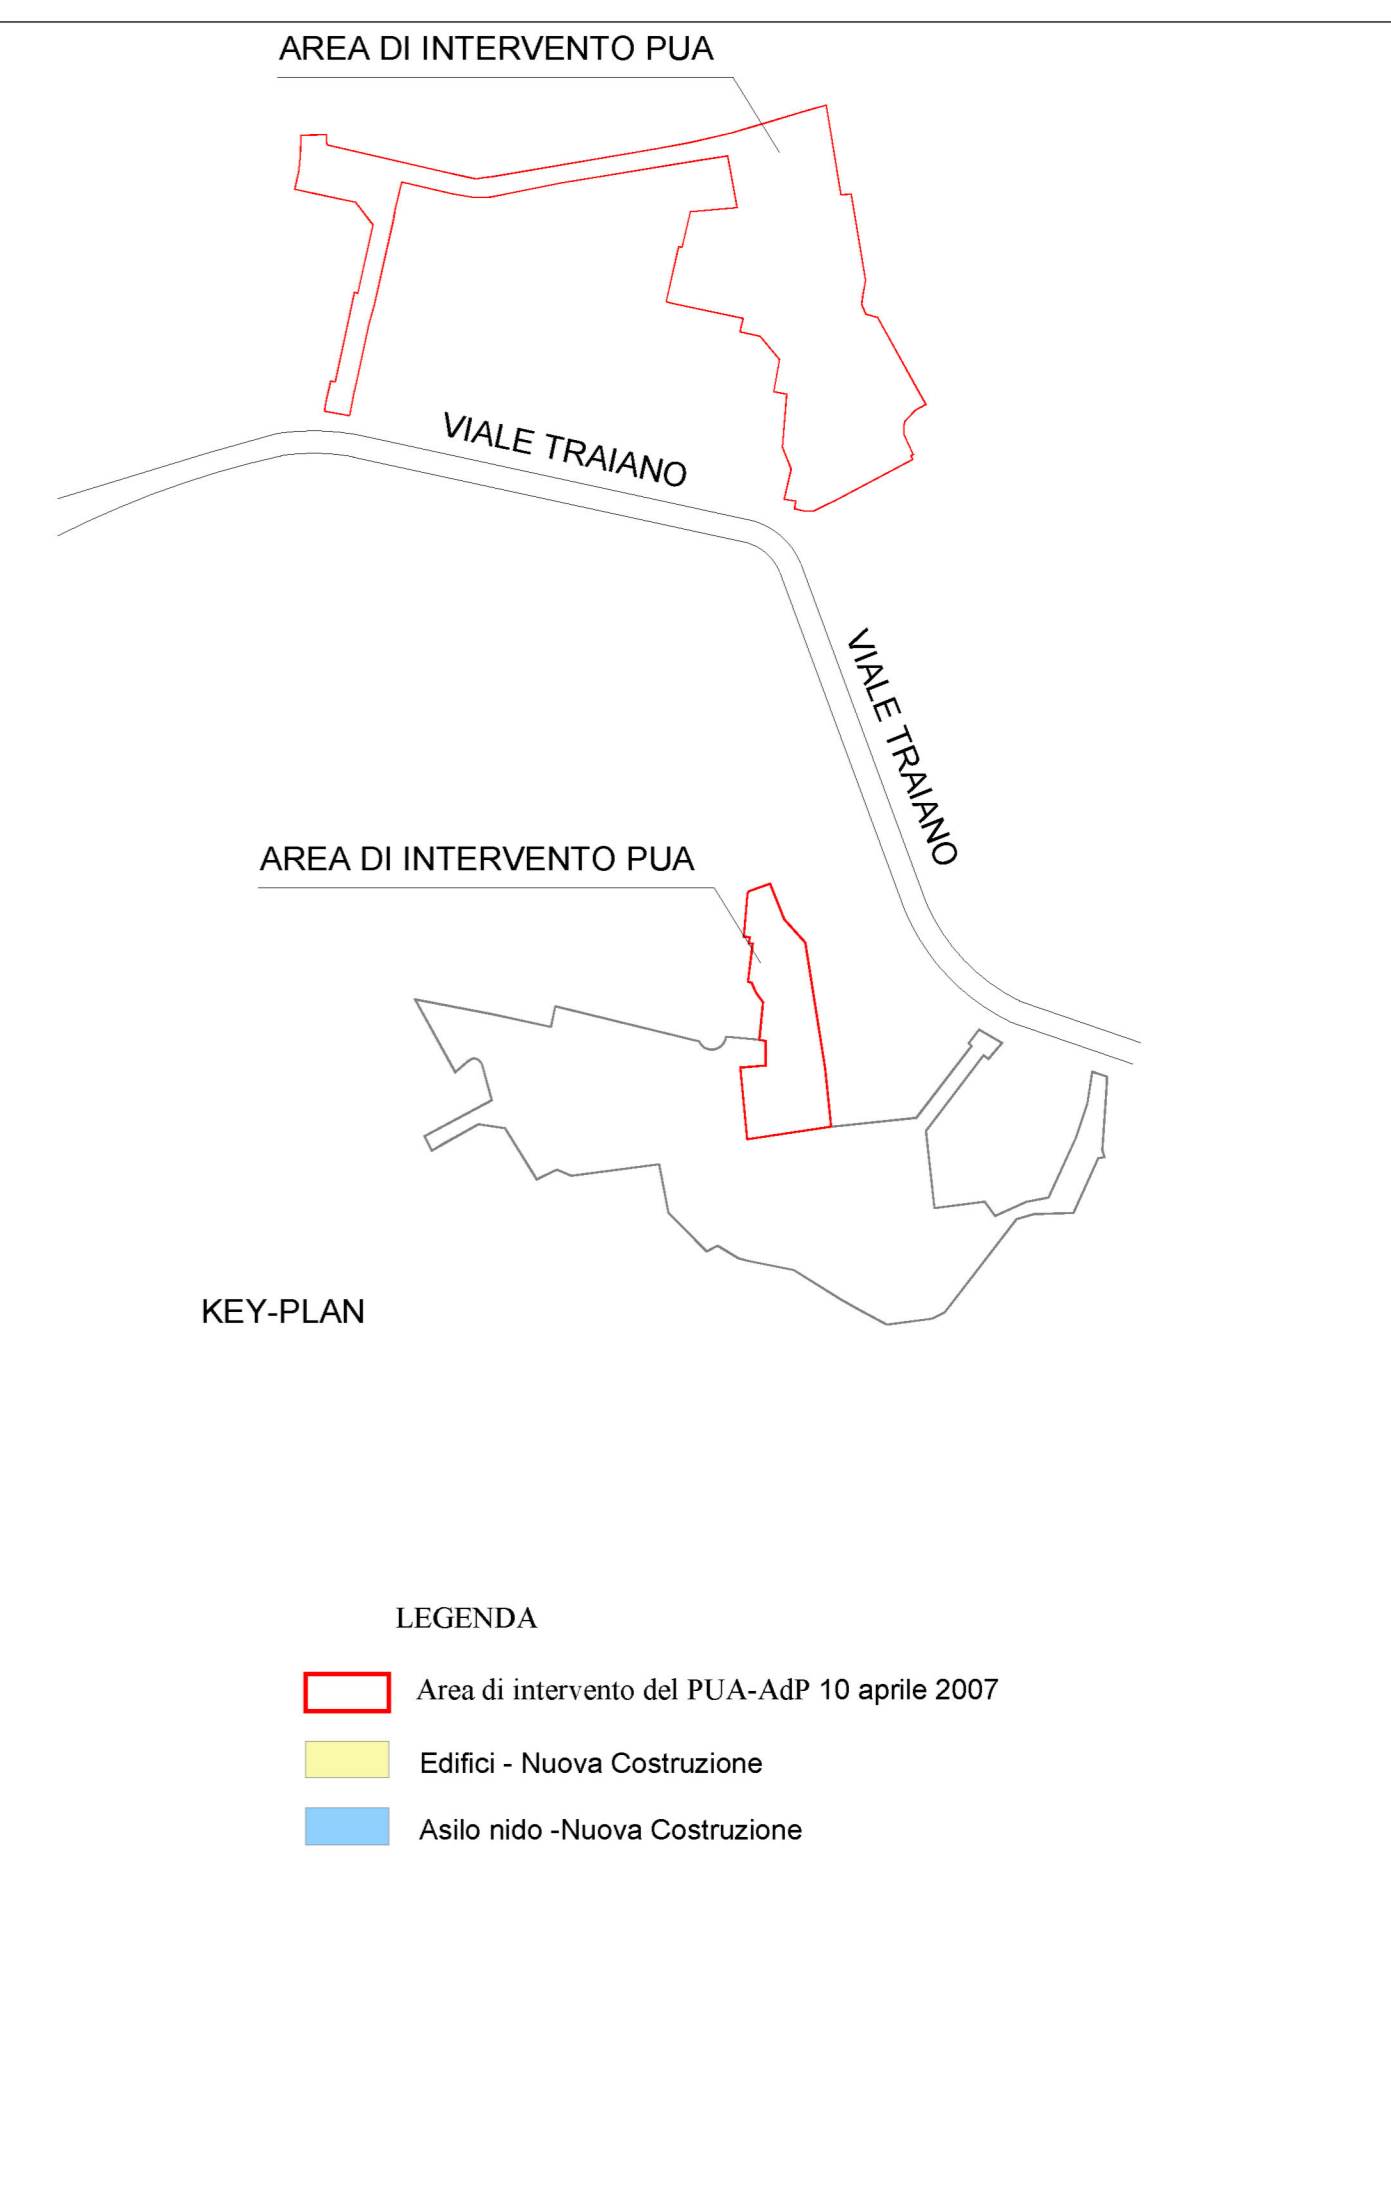 AREA DI INTERVENTO PUA
VIALE TRAIANO
VIALE TRAIANO
AREA DI INTERVENTO PUA
KEY-PLAN
LEGENDA
Area di intervento del PUA-AdP 10 aprile 2007
Edifici - Nuova Costruzione
Asilo nido -Nuova Costruzione